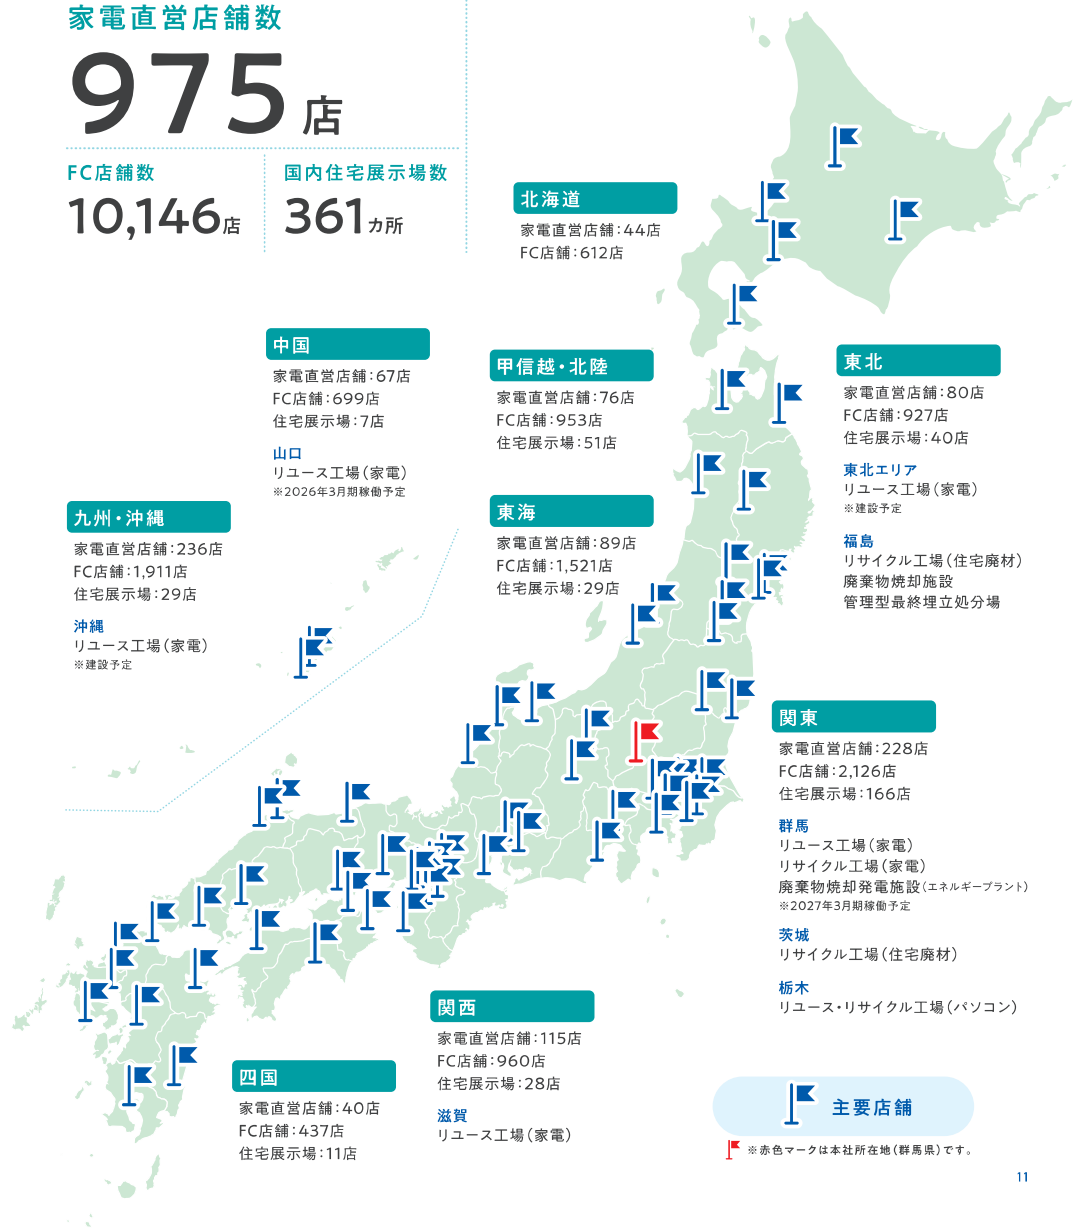 家電直営店舗数
975店
FC店舗数
10,146店
国内住宅展示場数
361カ所
北海道
家電直営店舗：44店
FC店舗：612店
中国
家電直営店舗：67店
FC店舗：699店
住宅展示場：7店
山口
リユース工場（家電）
※2026年3月期稼働予定
甲信越・北陸
家電直営店舗：76店
FC店舗：953店
住宅展示場：51店
東北
家電直営店舗：80店
FC店舗：927店
住宅展示場：40店
東北エリア
リユース工場（家電）
※建設予定
福島
リサイクル工場（住宅廃材）
廃棄物焼却施設
管理型最終埋立処分場
九州・沖縄
家電直営店舗：236店
FC店舗：1,911店
住宅展示場：29店
沖縄
リユース工場（家電）
※建設予定
東海
家電直営店舗：89店
FC店舗：1,521店
住宅展示場：29店
関東
家電直営店舗：228店
FC店舗：2,126店
住宅展示場：166店
群馬
リユース工場（家電）
リサイクル工場（家電）
廃棄物焼却発電施設（エネルギープラント）
※2027年3月期稼働予定
茨城
リサイクル工場（住宅廃材）
栃木
リユース・リサイクル工場（パソコン）
関西
家電直営店舗：115店
FC店舗：960店
住宅展示場：28店
滋賀
リユース工場（家電）
四国
家電直営店舗：40店
FC店舗：437店
住宅展示場：11店
主要店舗
※赤色マークは本社所在地（群馬県）です。
11